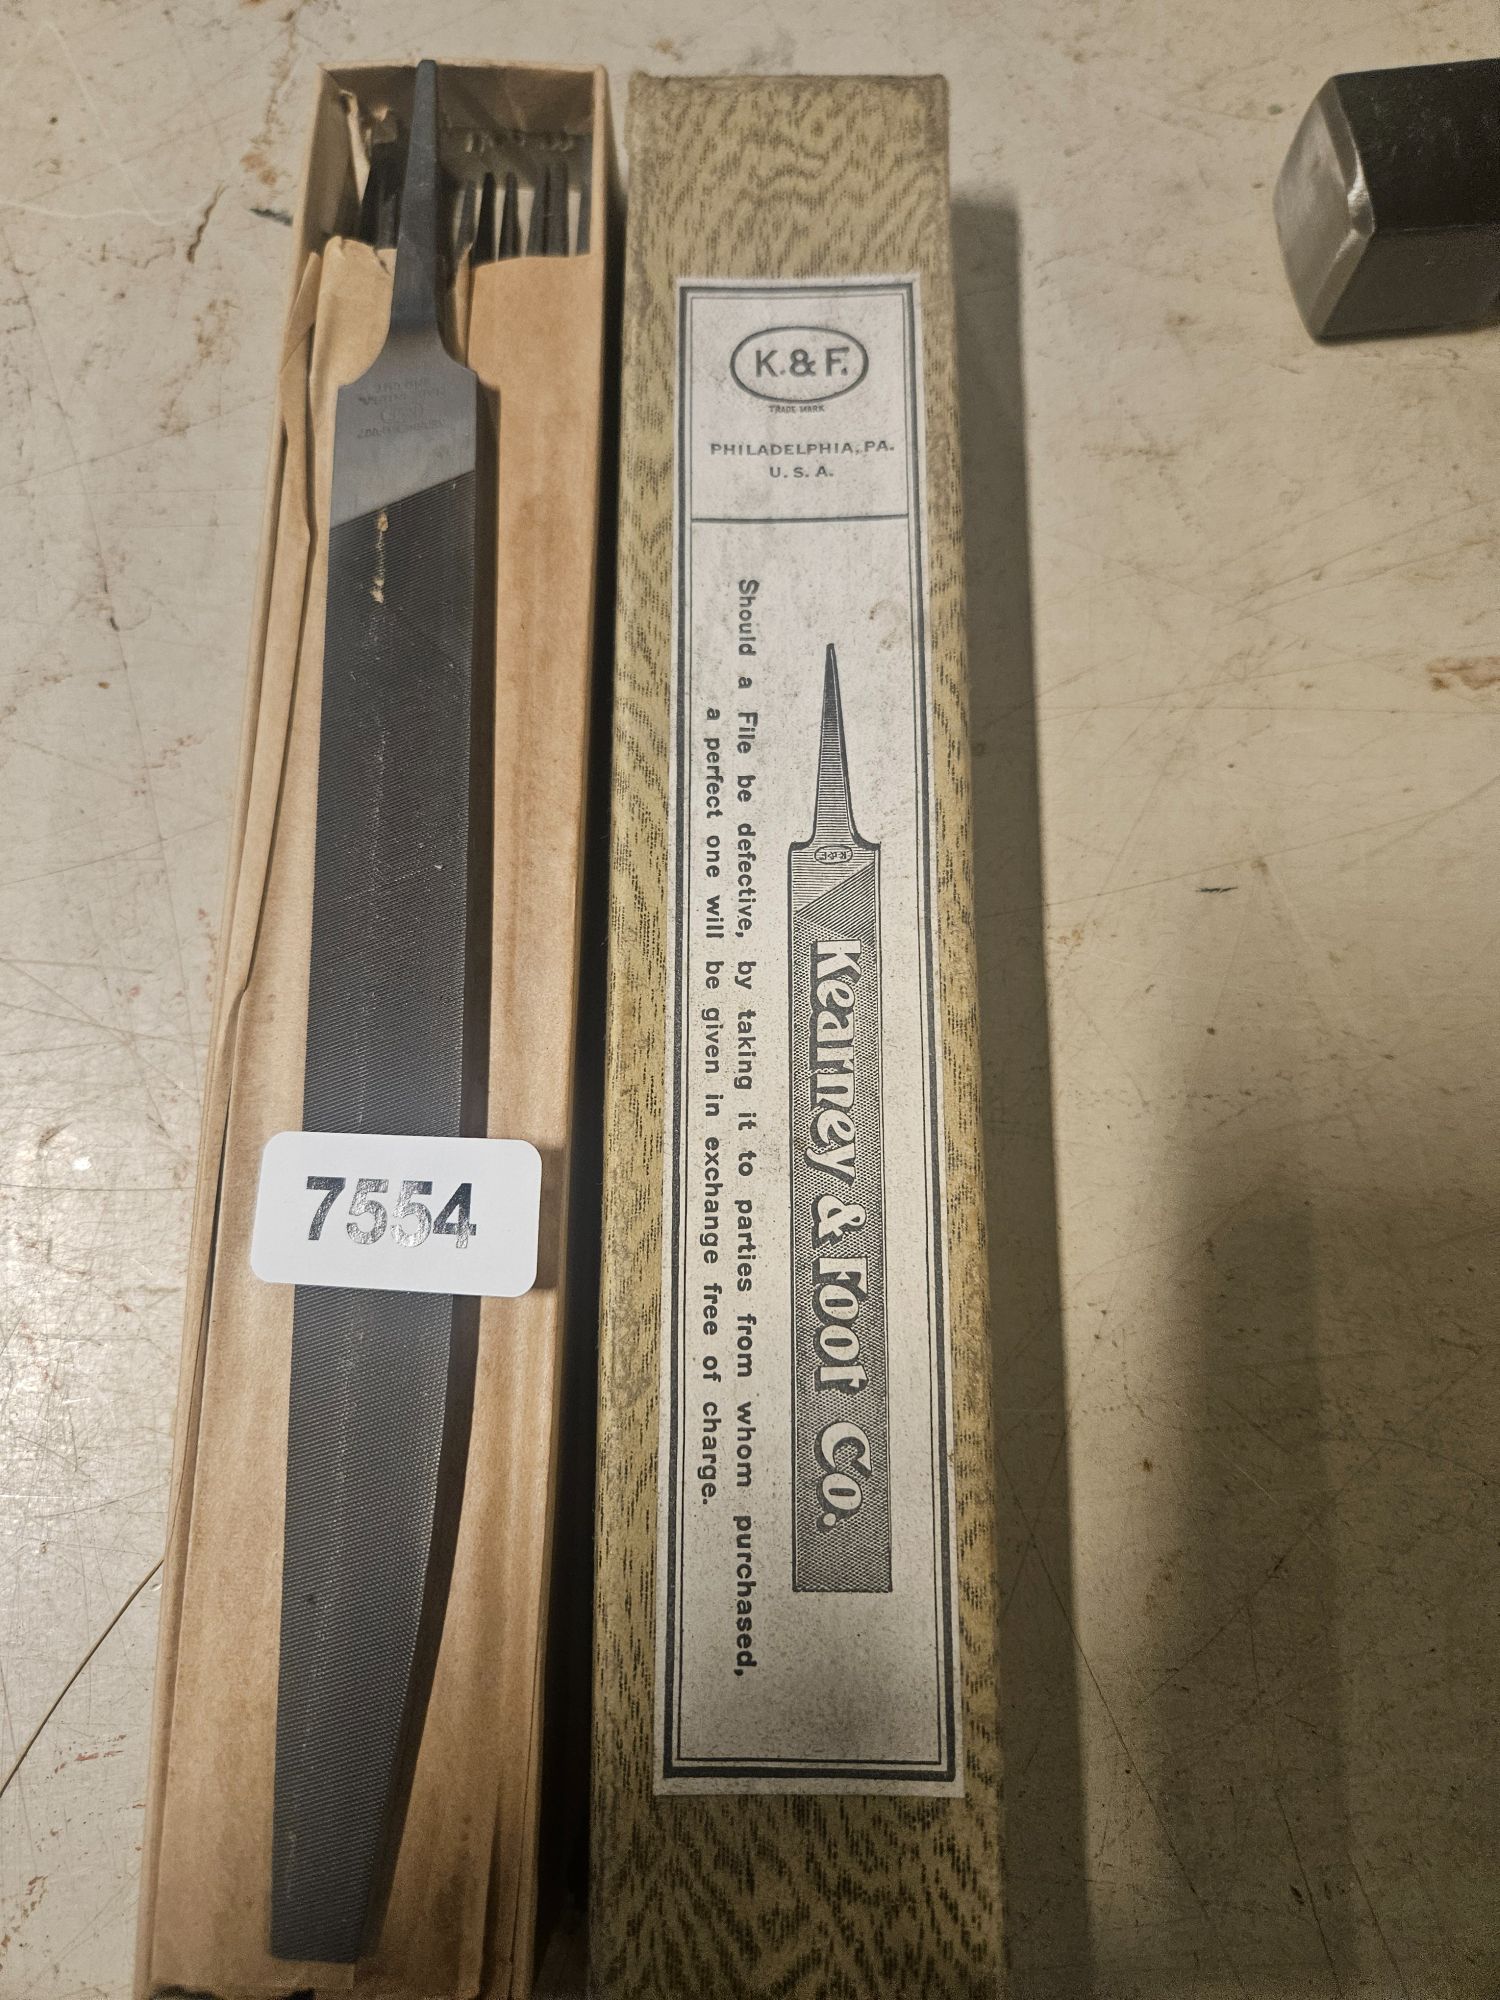 K.&F.
TRADE MARK
PHILADELPHIA, PA.
U. S. A.
K&F
Kearney & Foot Co.
Should a File be defective, by taking it to parties from whom purchased,
a perfect one will be given in exchange free of charge.
7554